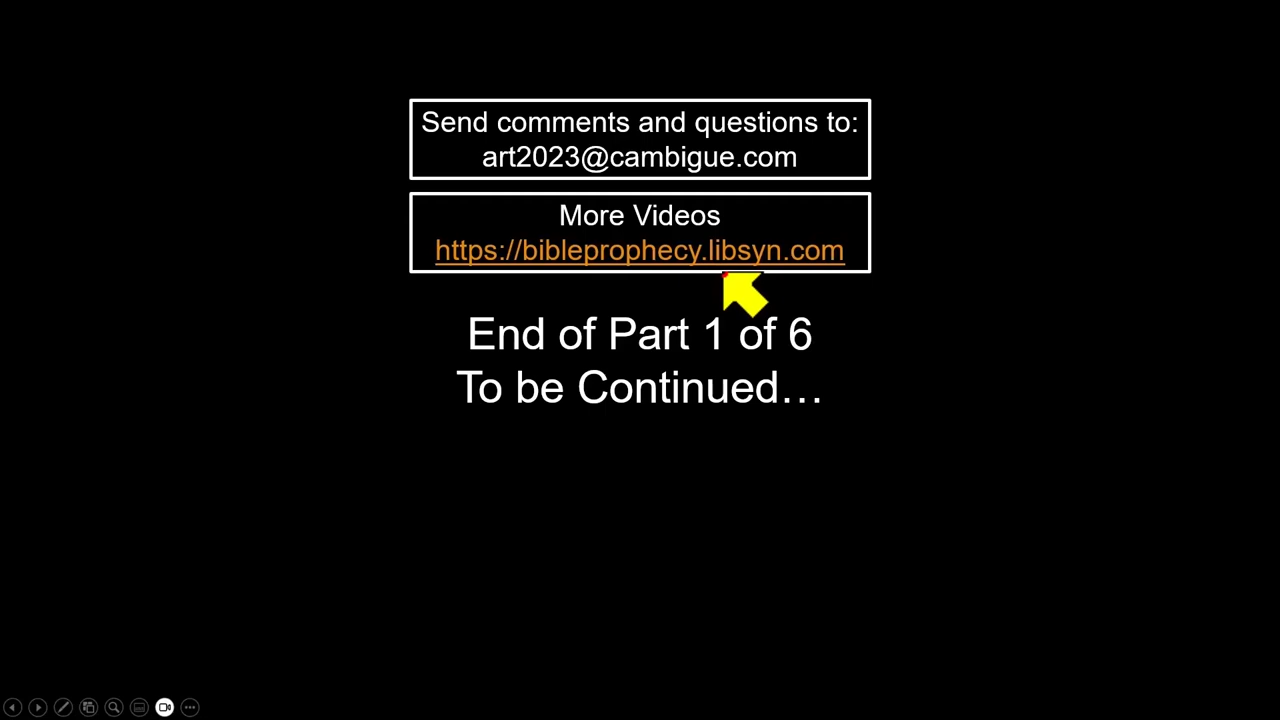 Send comments and questions to:
art2023@cambigue.com
More Videos
https://bibleprophecy.libsyn.com
End of Part 1 of 6
To be Continued…